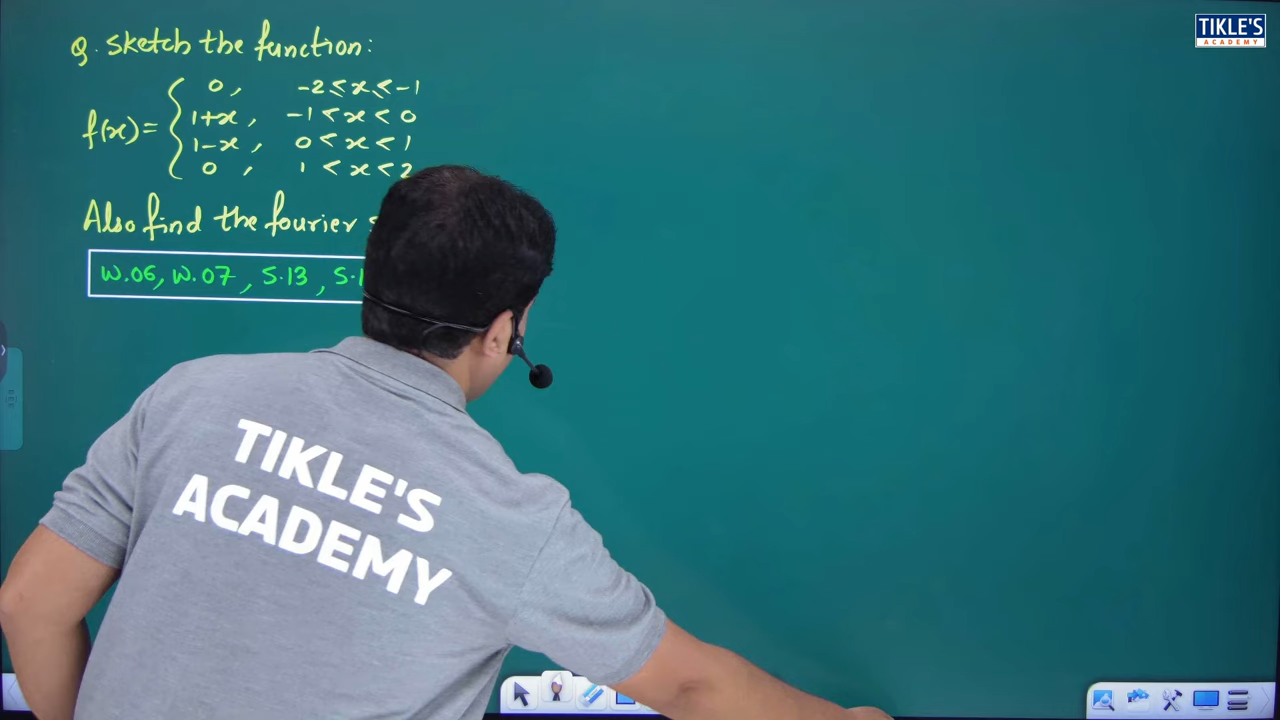 Q. sketch the function:
f(x) = { 0, -2 < x < -1
1+x, -1 < x < 0
1-x, 0 < x < 1
0, 1 < x < 2
Also find the fourier
W.06, W.07, S.13,
TIKLE'S
ACADEMY
TIKLE'S
ACADEMY